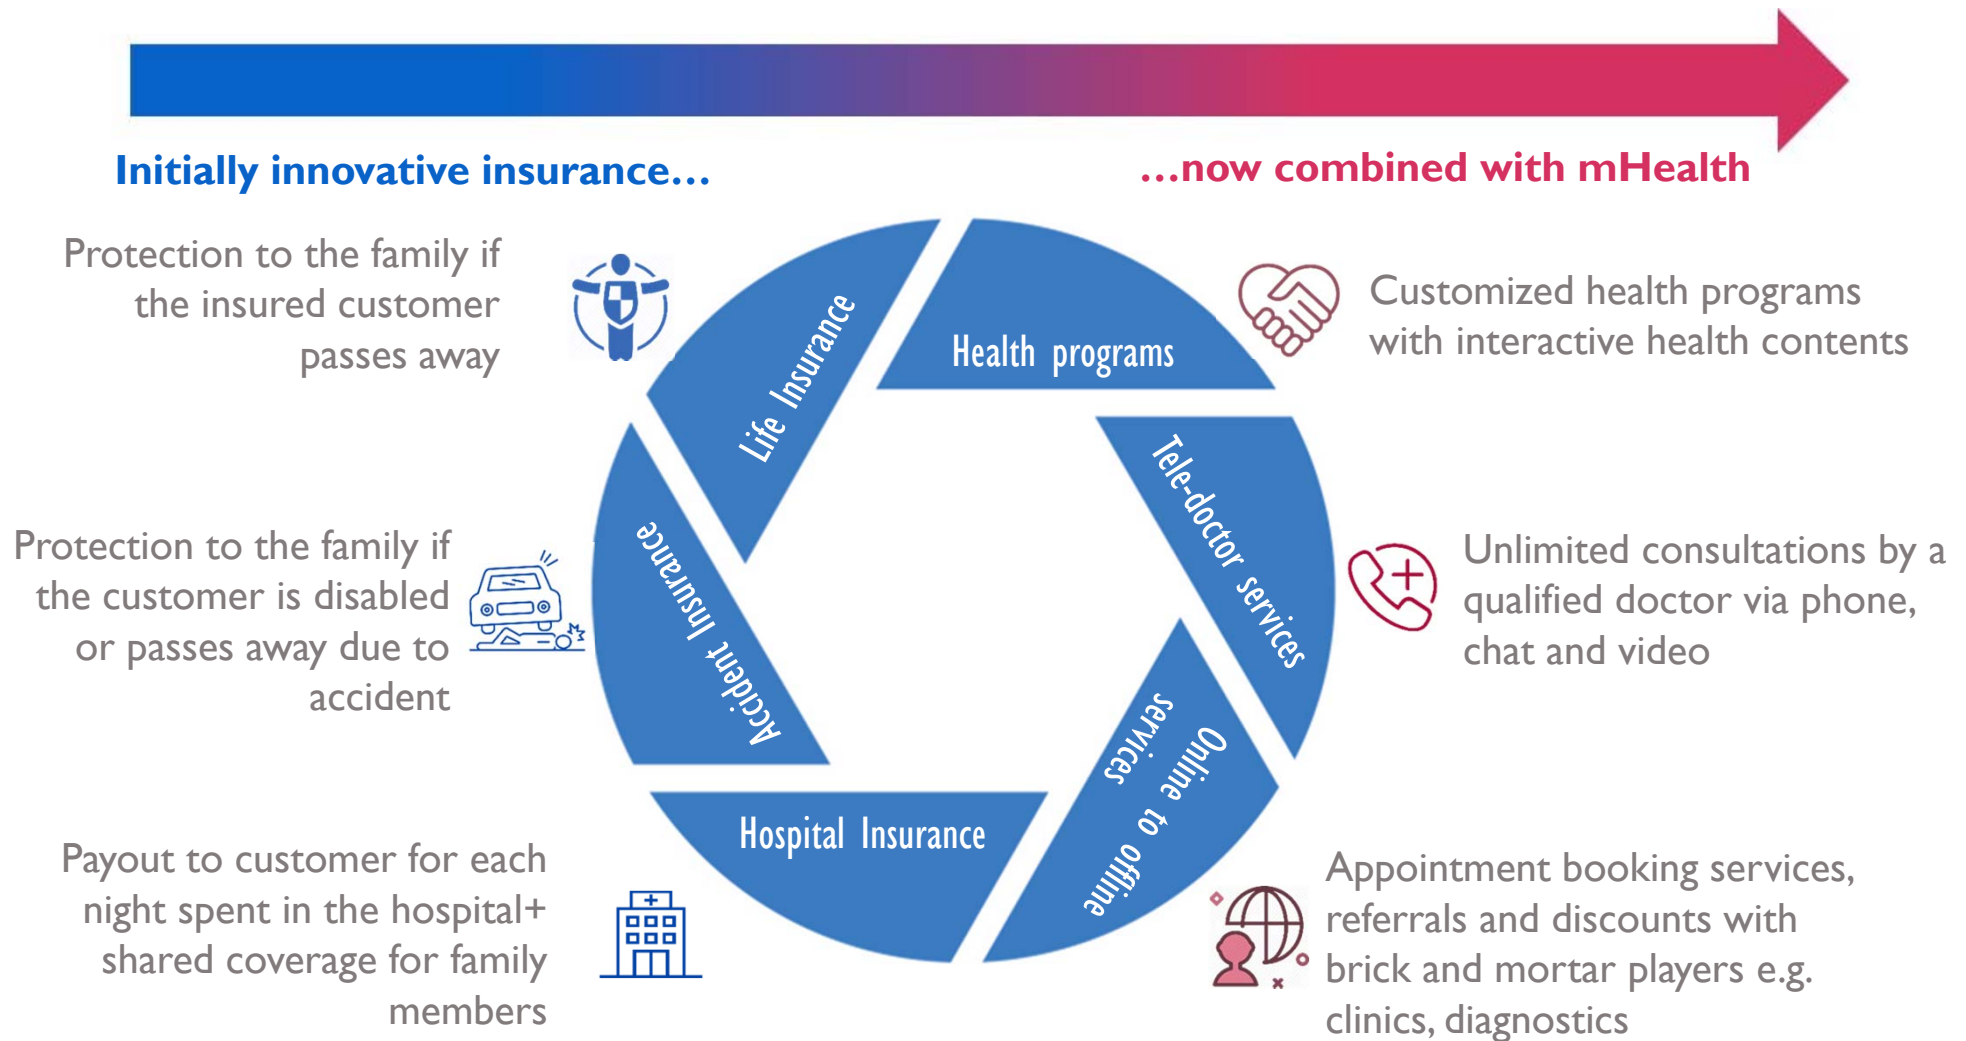 Initially innovative insurance...
...now combined with mHealth
Protection to the family if
the insured customer
passes away
Life Insurance
Health programs
Customized health programs
with interactive health contents
Protection to the family if
the customer is disabled
or passes away due to
accident
Accident Insurance
Tele-doctor services
Unlimited consultations by a
qualified doctor via phone,
chat and video
Payout to customer for each
night spent in the hospital+
shared coverage for family
members
Hospital Insurance
Online to offline
services
Appointment booking services,
referrals and discounts with
brick and mortar players e.g.
clinics, diagnostics